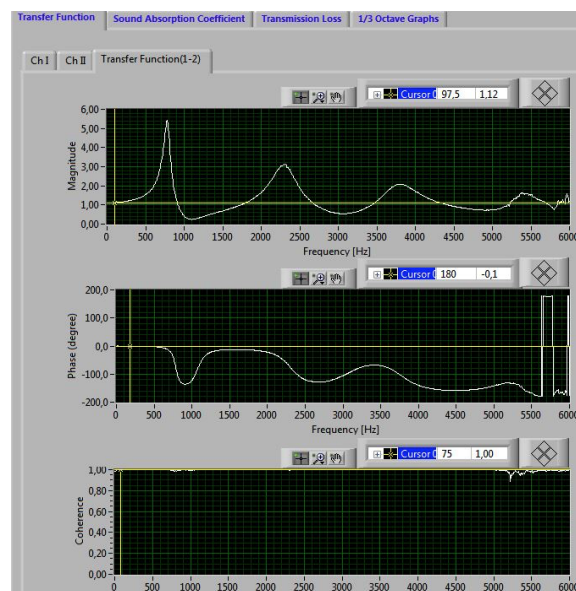 Transfer Function Sound Absorption Coefficient Transmission Loss 1/3 Octave Graphs
Ch I Ch II Transfer Function(1-2)
Cursor 97,5 1,12
6,00
5,00
4,00
3,00
2,00
1,00
0,00
Magnitude
0 500 1000 1500 2000 2500 3000 3500 4000 4500 5000 5500 6000
Frequency [Hz]
Cursor 180 -0,1
200,0
100,0
0,0
-100,0
-200,0
Phase (degree)
0 500 1000 1500 2000 2500 3000 3500 4000 4500 5000 5500 6000
Frequency [Hz]
Cursor 75 1,00
1,00
0,80
0,60
0,40
0,20
0,00
Coherence
0 500 1000 1500 2000 2500 3000 3500 4000 4500 5000 5500 6000